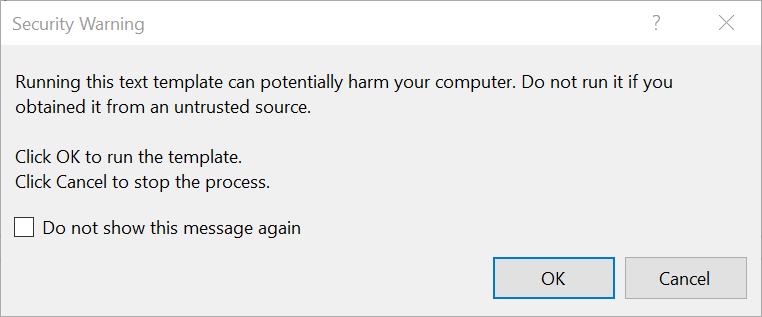 Security Warning
Running this text template can potentially harm your computer. Do not run it if you
obtained it from an untrusted source.
Click OK to run the template.
Click Cancel to stop the process.
Do not show this message again
OK
Cancel